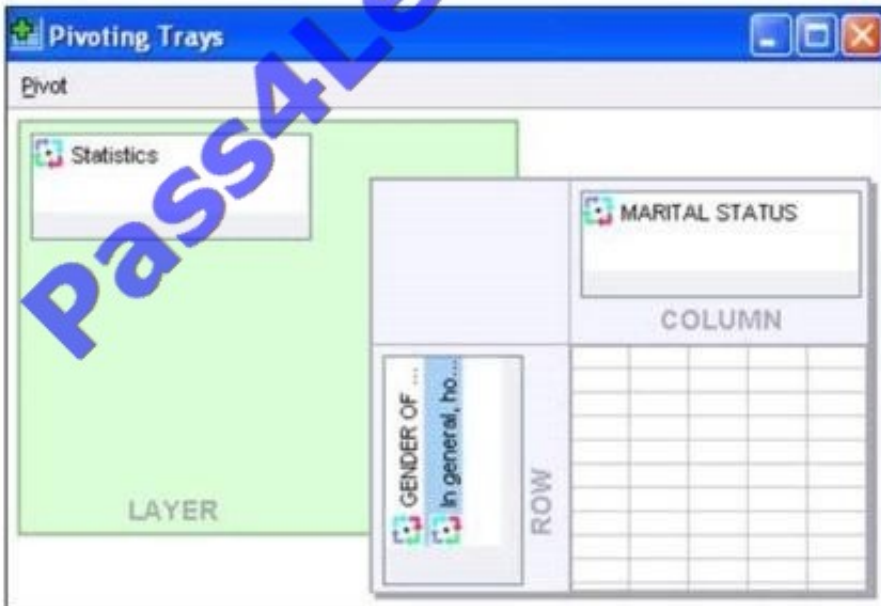 Pivoting Trays
Pivot
Statistics
MARITAL STATUS
COLUMN
GENDER OF ...
In general, ho...
ROW
LAYER
Pass4Le